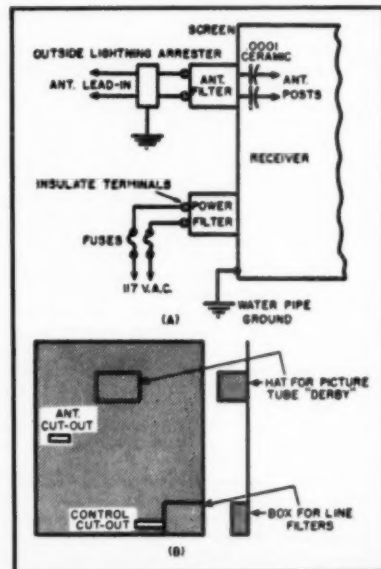 SCREEN
OUTSIDE LIGHTNING ARRESTER
.0001
CERAMIC
ANT. LEAD-IN
ANT.
FILTER
ANT.
POSTS
RECEIVER
INSULATE TERMINALS
POWER
FILTER
FUSES
117 V.A.C.
WATER PIPE
GROUND
(A)
HAT FOR PICTURE
TUBE "DERBY"
ANT.
CUT-OUT
CONTROL
CUT-OUT
BOX FOR LINE
FILTERS
(B)